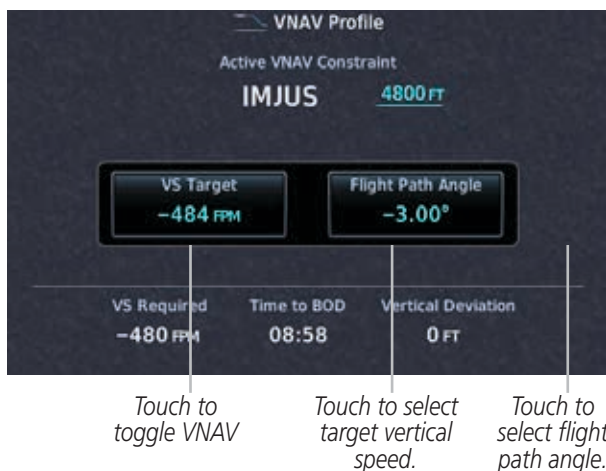 VNAV Profile
Active VNAV Constraint
IMJUS 4800 FT
VS Target Flight Path Angle
−484 FPM −3.00°
VS Required Time to BOD Vertical Deviation
−480 FPM 08:58 0 FT
Touch to toggle VNAV
Touch to select target vertical speed.
Touch to select flight path angle.